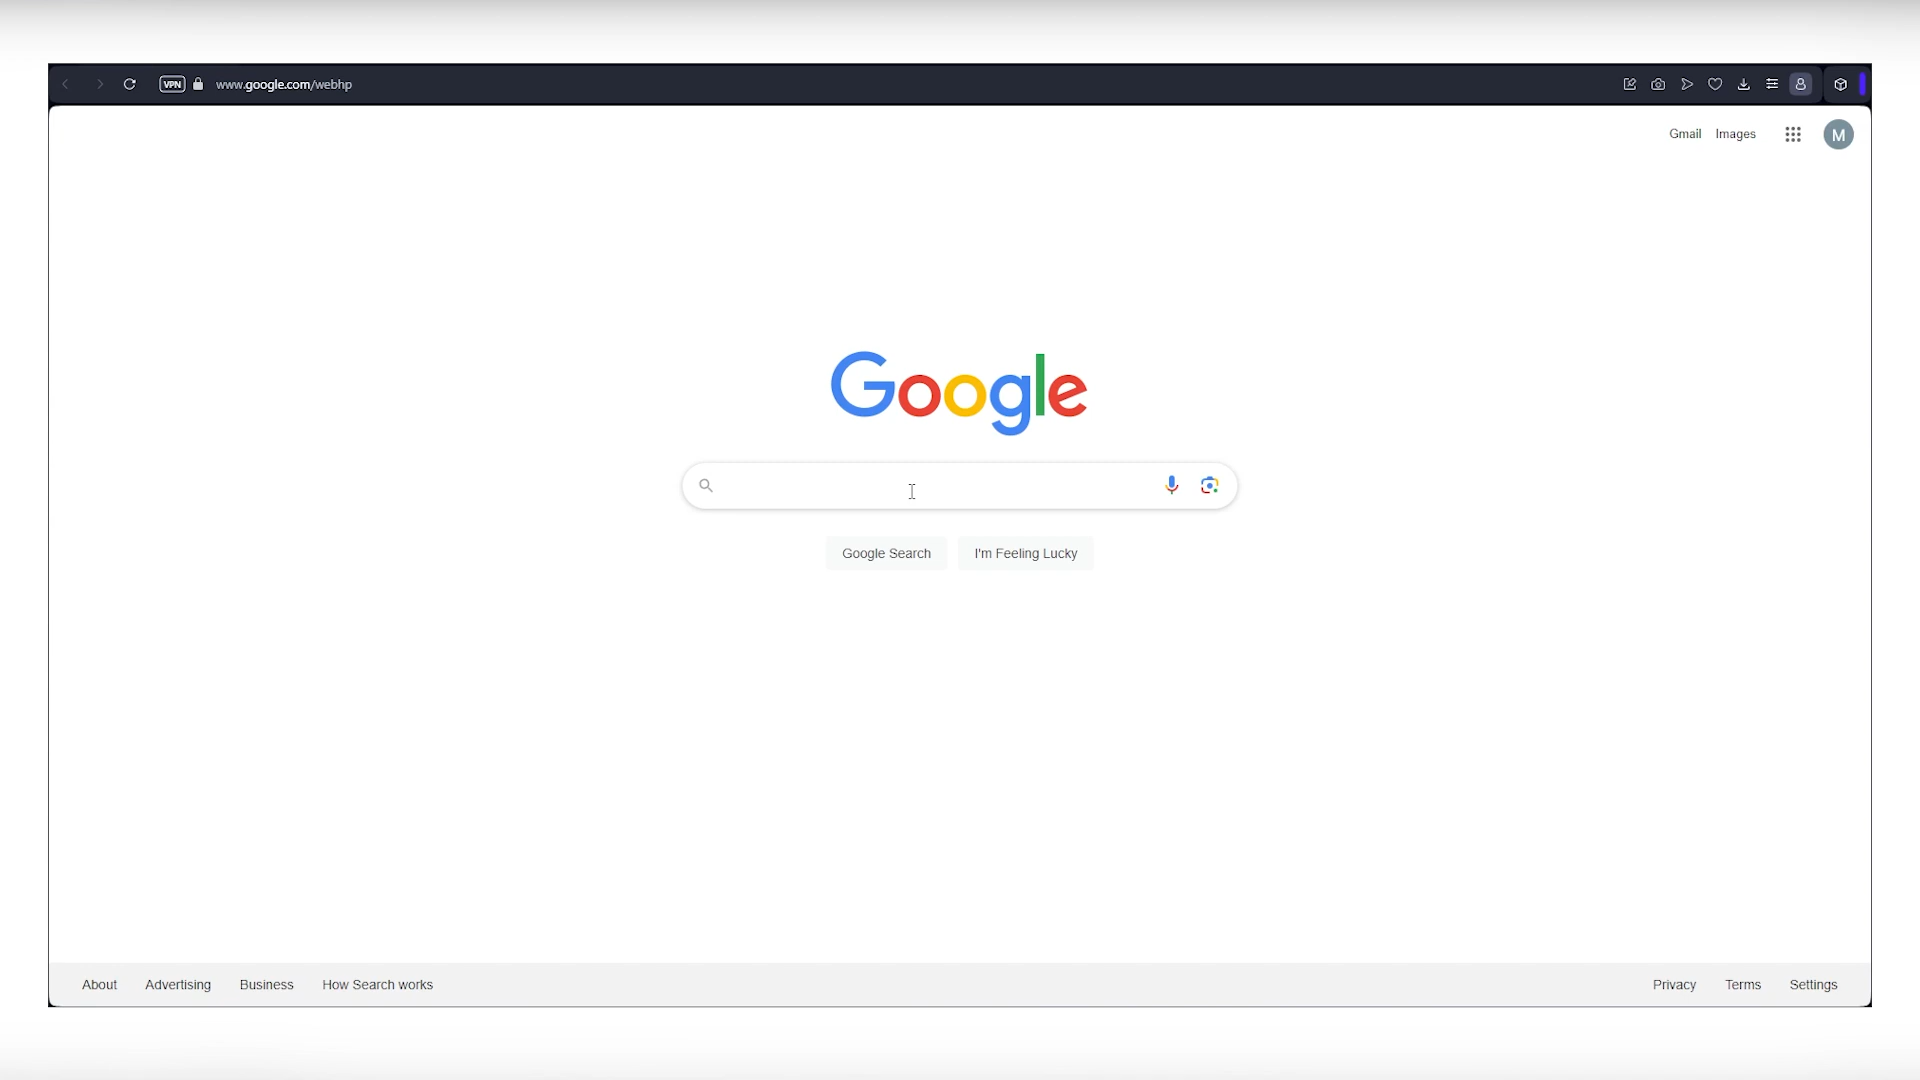 VPN www.google.com/webhp
Gmail Images M
Google
Google Search I'm Feeling Lucky
About Advertising Business How Search works Privacy Terms Settings